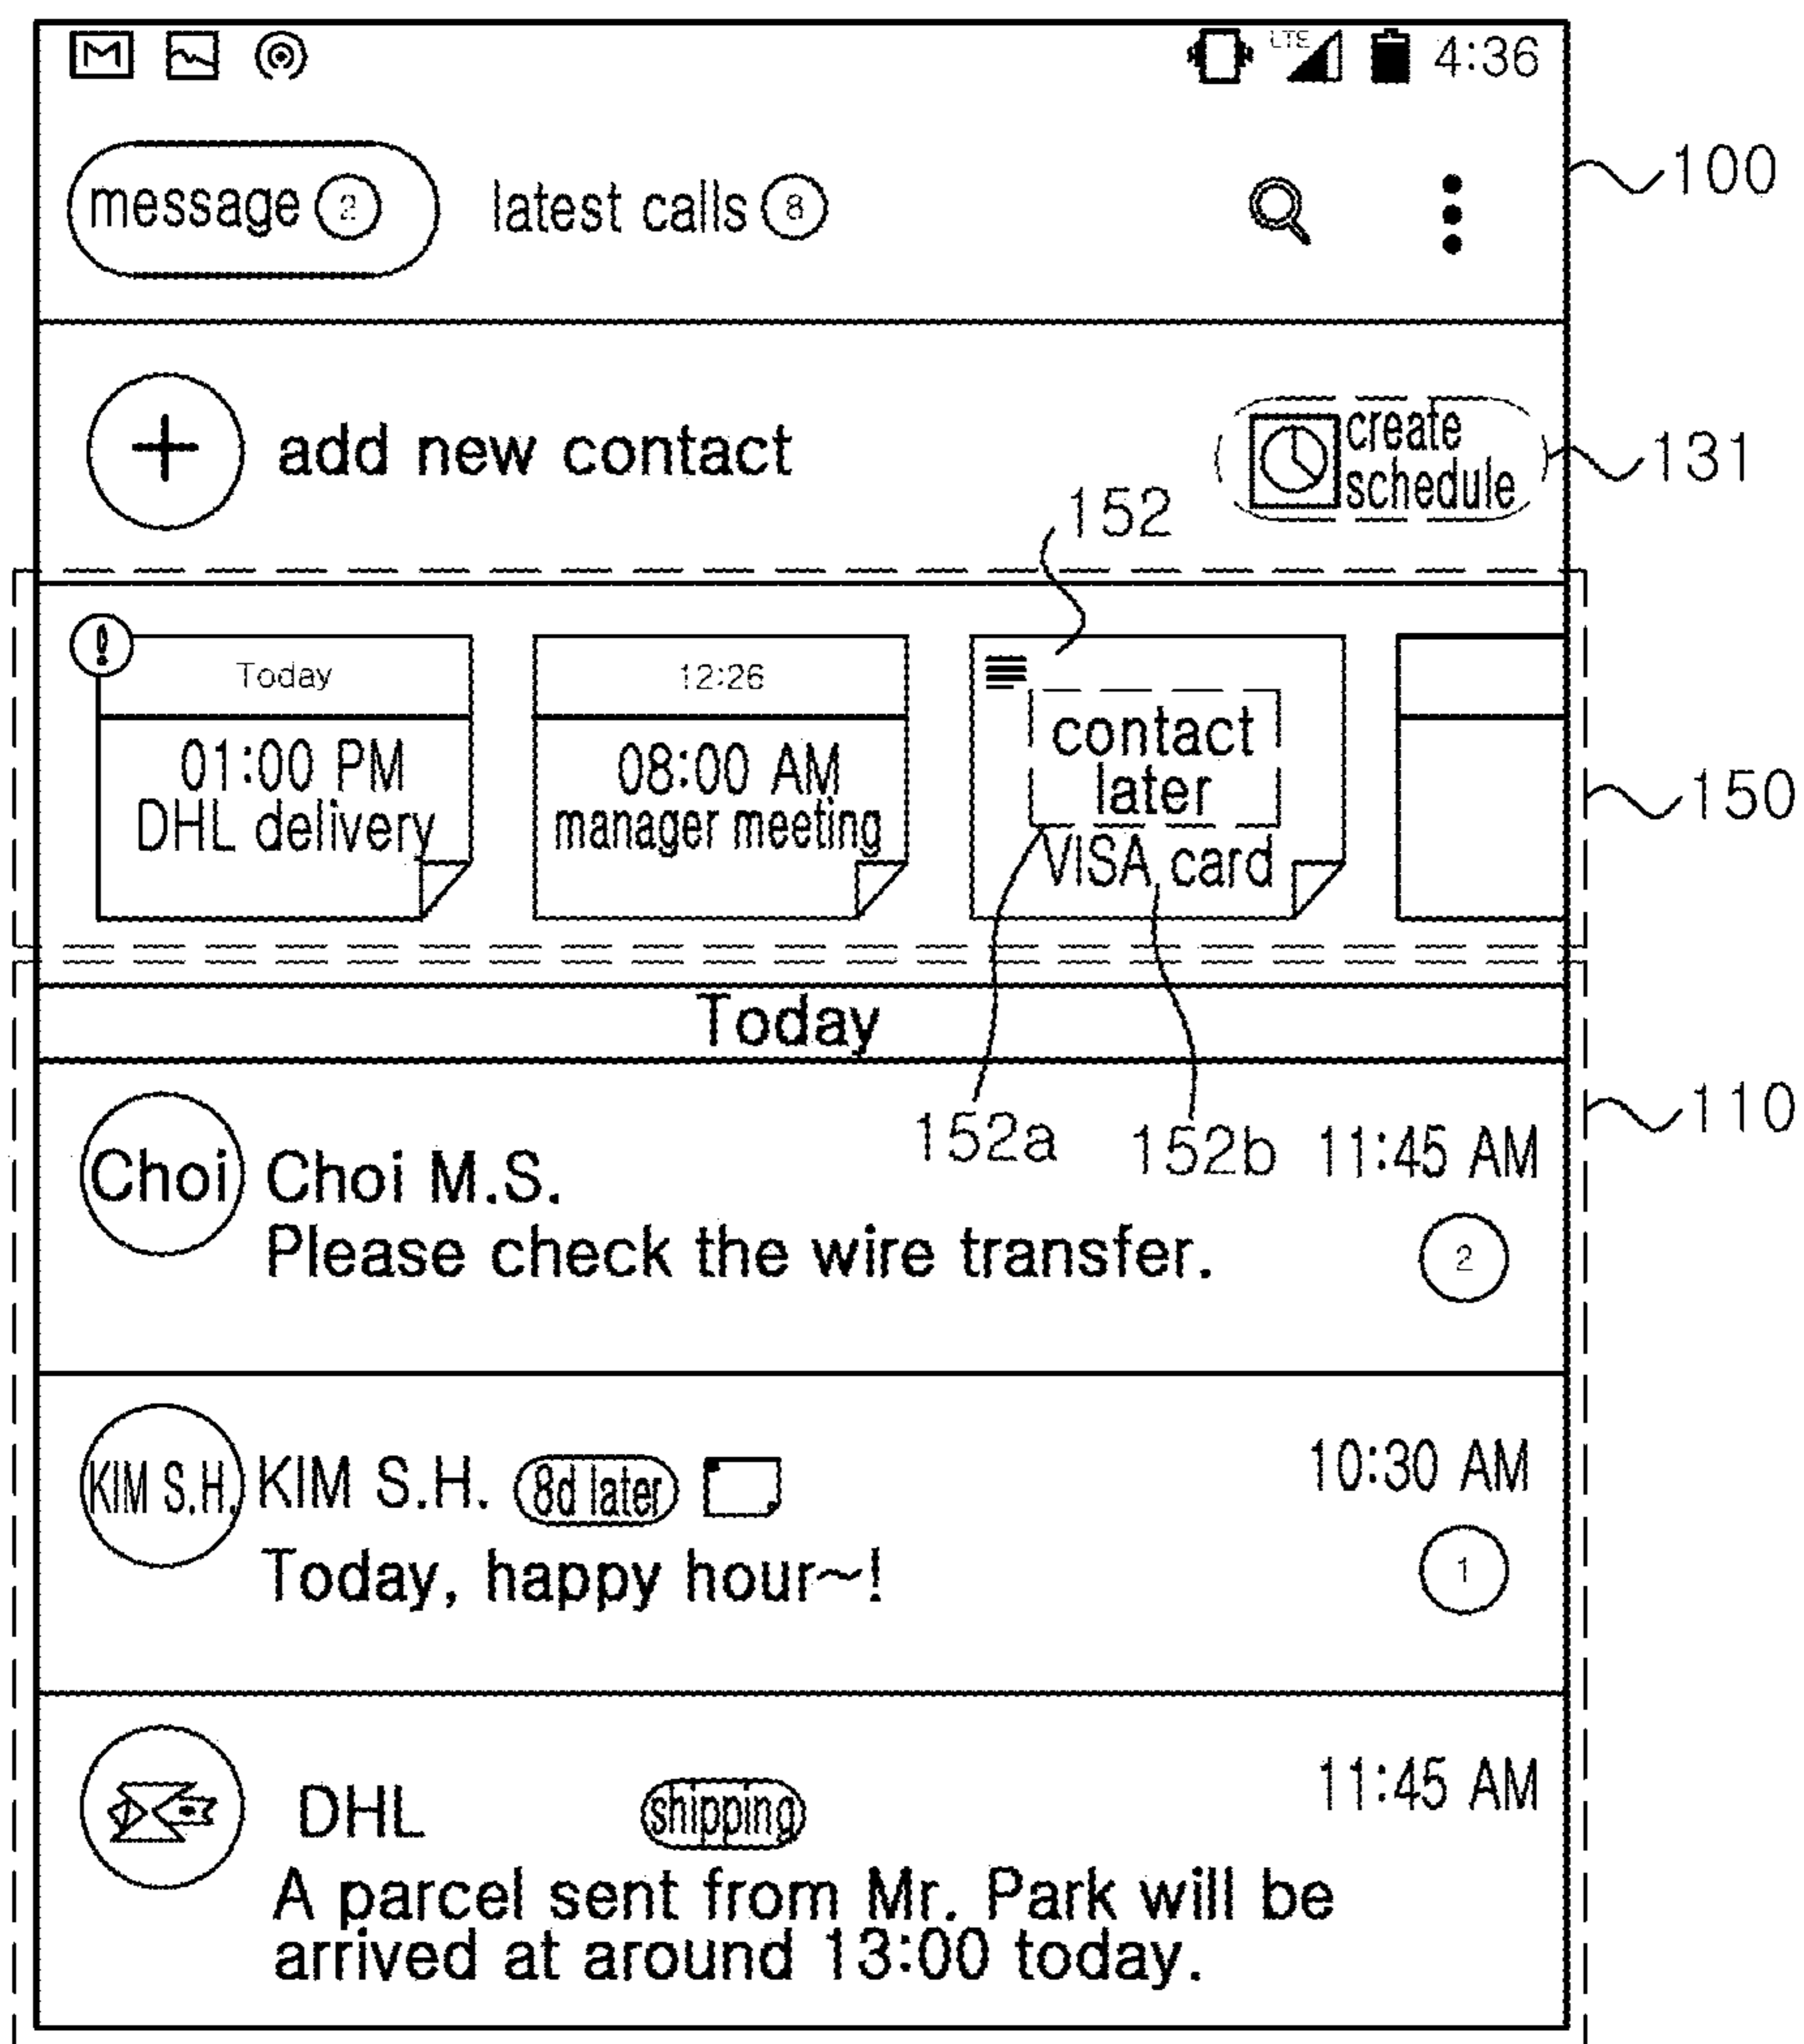 LTE 4:36
100
message 2 latest calls 8
add new contact
create
schedule
131
152
Today
01:00 PM
DHL delivery
12:26
08:00 AM
manager meeting
contact
later
VISA card
150
Today
110
152a 152b
Choi Choi M.S. 11:45 AM
Please check the wire transfer. 2
KIM S.H. KIM S.H. 8d later 10:30 AM
Today, happy hour~! 1
DHL shipping 11:45 AM
A parcel sent from Mr. Park will be
arrived at around 13:00 today.